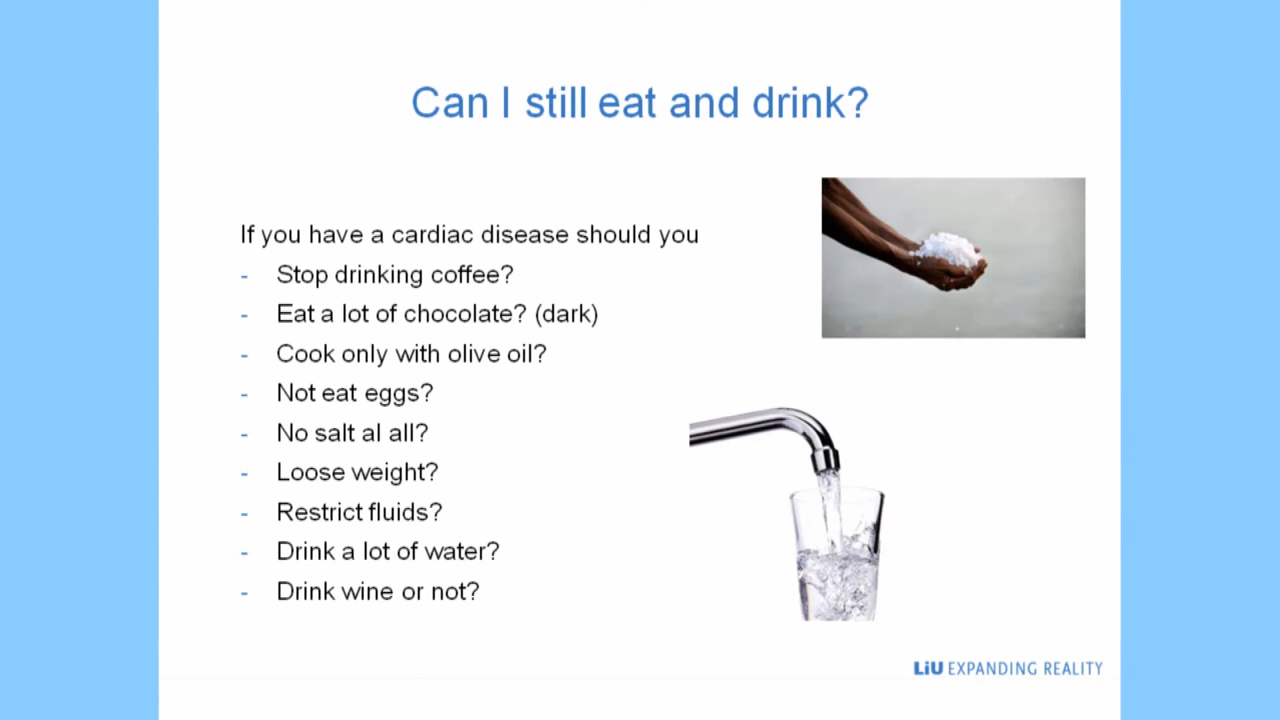 Can I still eat and drink?
If you have a cardiac disease should you
- Stop drinking coffee?
- Eat a lot of chocolate? (dark)
- Cook only with olive oil?
- Not eat eggs?
- No salt al all?
- Loose weight?
- Restrict fluids?
- Drink a lot of water?
- Drink wine or not?
LiU EXPANDING REALITY